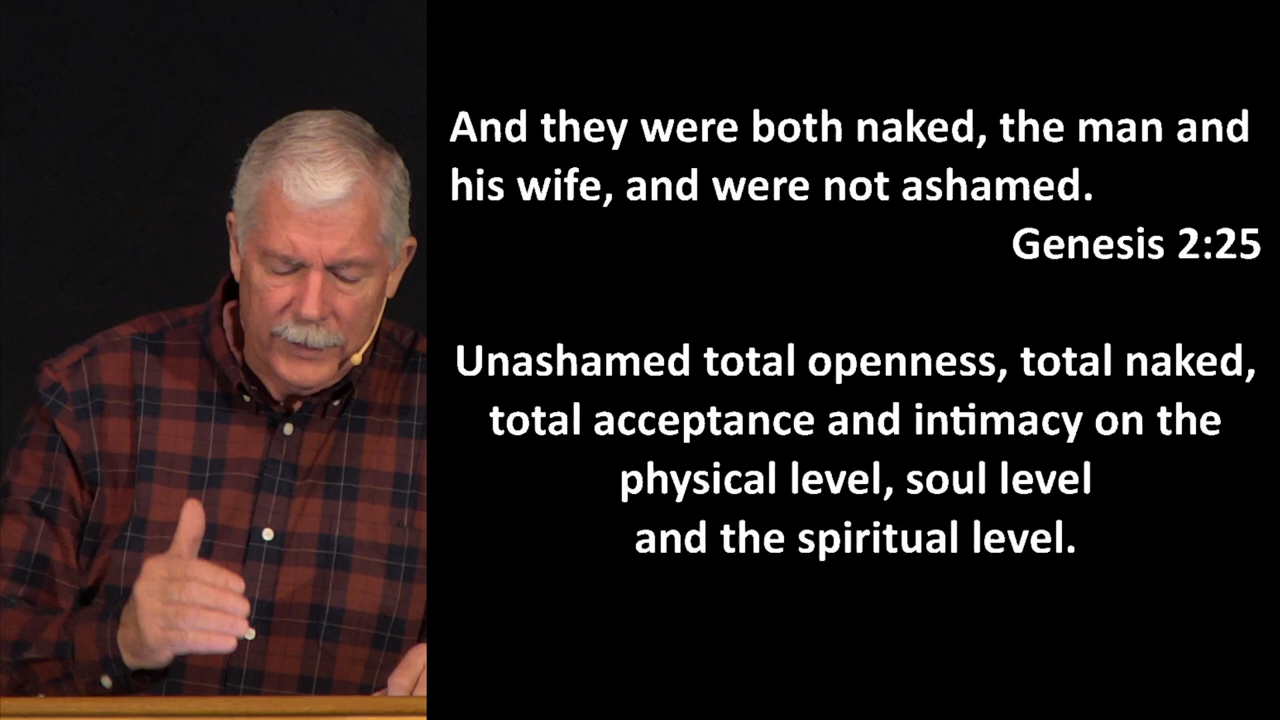 And they were both naked, the man and
his wife, and were not ashamed.
Genesis 2:25
Unashamed total openness, total naked,
total acceptance and intimacy on the
physical level, soul level
and the spiritual level.